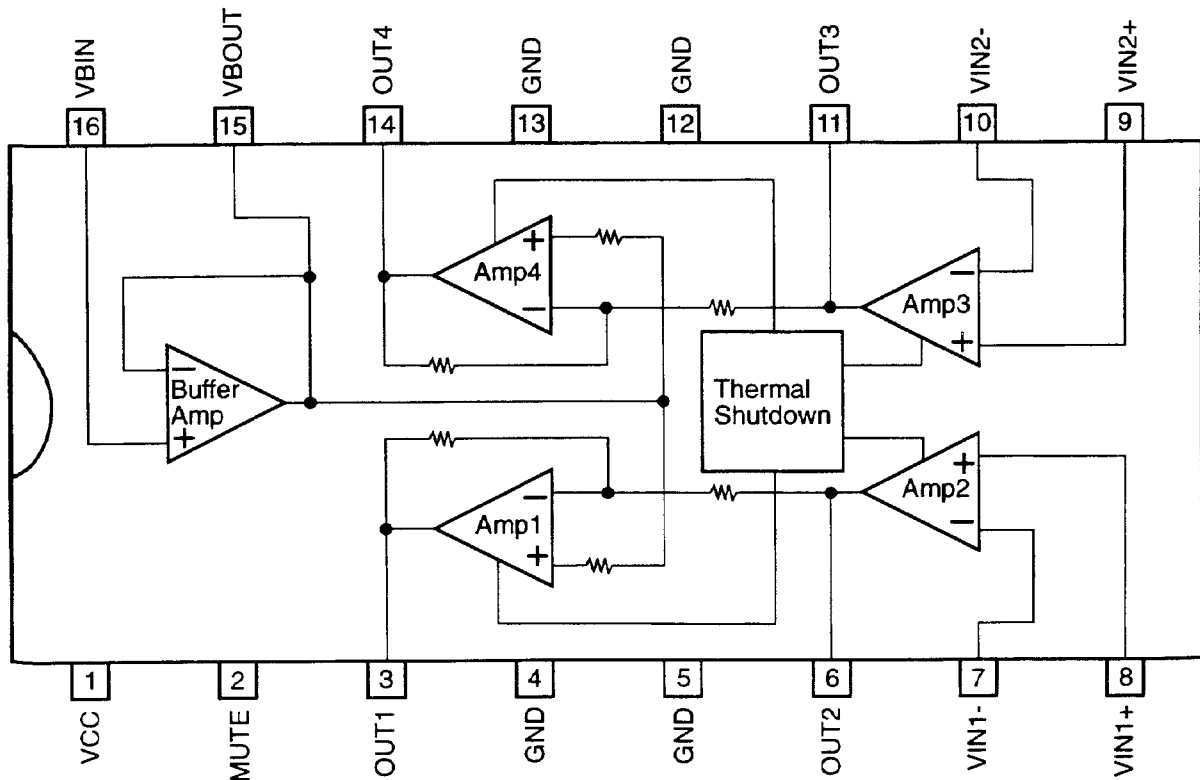 VBIN
VBOUT
OUT4
GND
GND
OUT3
VIN2-
VIN2+
16
15
14
13
12
11
10
9
+
Amp4
−
−
Amp3
+
−
Buffer
Amp
+
Thermal
Shutdown
−
Amp1
+
+
Amp2
−
1
2
3
4
5
6
7
8
VCC
MUTE
OUT1
GND
GND
OUT2
VIN1-
VIN1+